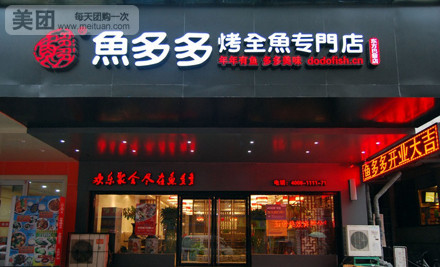 美团 每天团购一次
www.meituan.com
魚多多 烤全魚专門店
年年有魚 多多美味 dodofish.cn
欢乐聚会尽在魚多多
鱼多多开业大吉